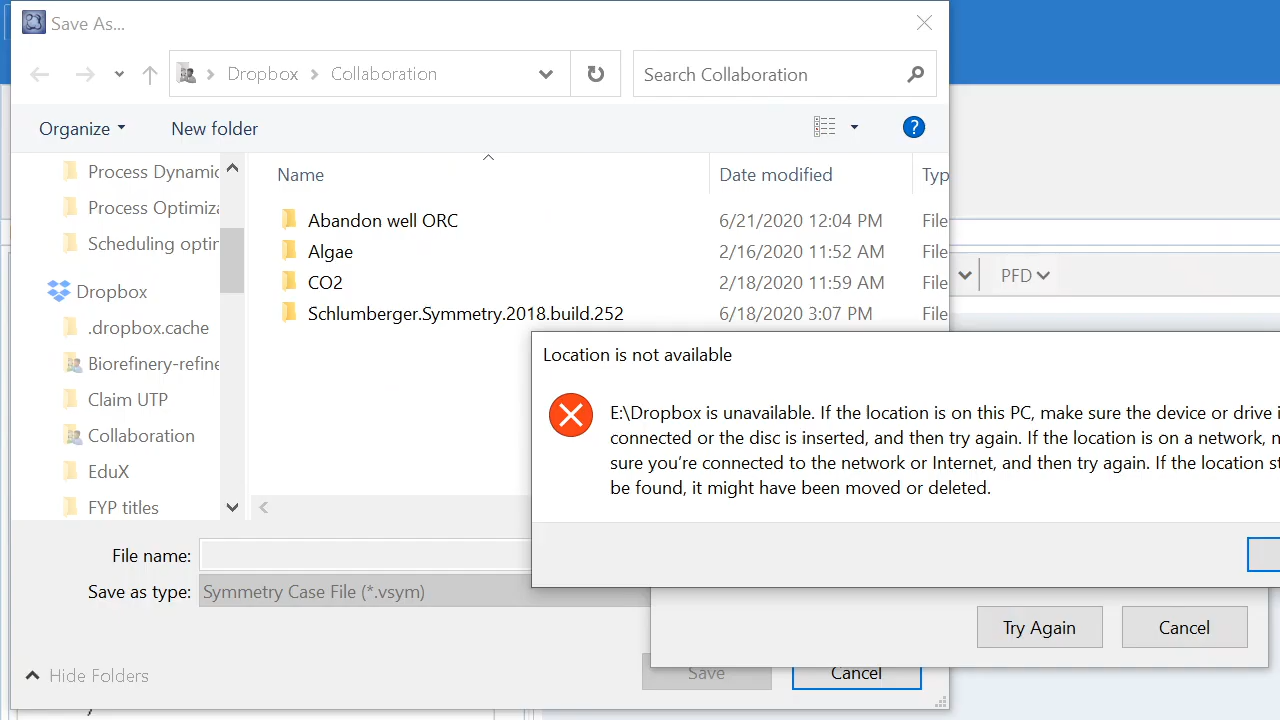 Save As...
Dropbox
Collaboration
Search Collaboration
Organize
New folder
?
Name
Date modified
Typ
Process Dynamic
Process Optimiza
Scheduling optin
Dropbox
.dropbox.cache
Biorefinery-refine
Claim UTP
Collaboration
EduX
FYP titles
Abandon well ORC
6/21/2020 12:04 PM
File
Algae
2/16/2020 11:52 AM
File
CO2
2/18/2020 11:59 AM
File
Schlumberger.Symmetry.2018.build.252
6/18/2020 3:07 PM
File
PFD
Location is not available
E:\Dropbox is unavailable. If the location is on this PC, make sure the device or drive i
connected or the disc is inserted, and then try again. If the location is on a network, m
sure you're connected to the network or Internet, and then try again. If the location st
be found, it might have been moved or deleted.
File name:
Save as type:
Symmetry Case File (*.vsym)
Try Again
Cancel
Hide Folders
Save
Cancel